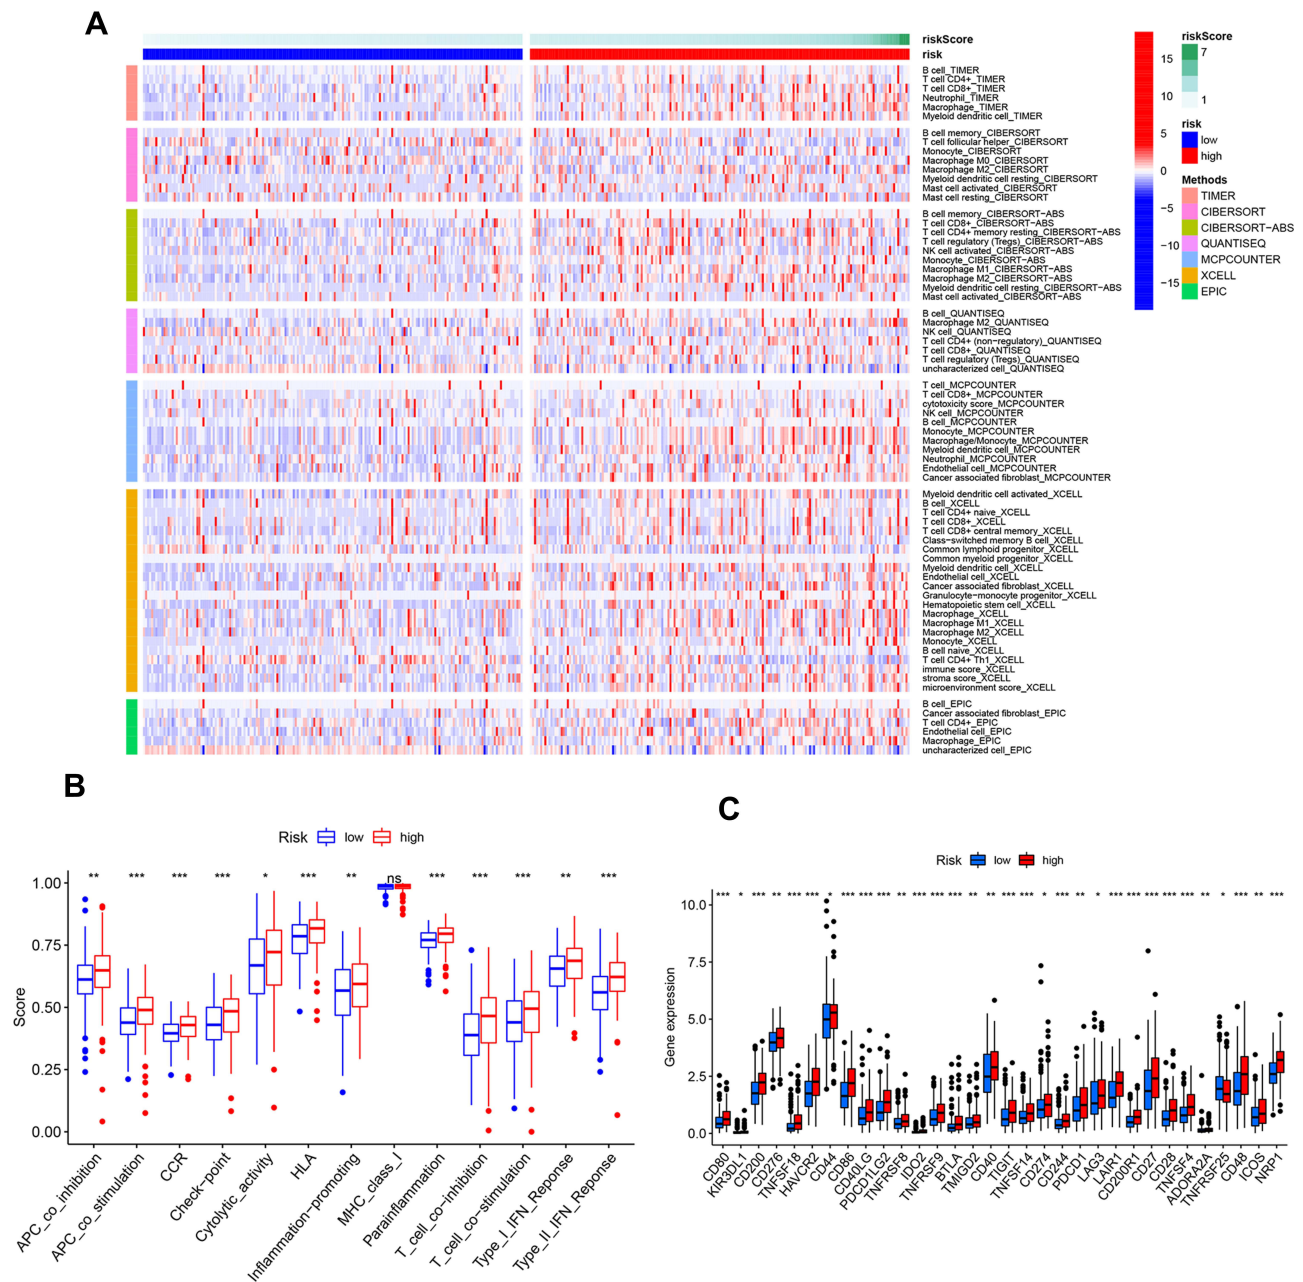 A
riskScore
risk
B cell_TIMER
T cell CD4+_TIMER
T cell CD8+_TIMER
Neutrophil_TIMER
Macrophage_TIMER
Myeloid dendritic cell_TIMER
B cell memory_CIBERSORT
T cell follicular helper_CIBERSORT
Monocyte_CIBERSORT
Macrophage M0_CIBERSORT
Macrophage M2_CIBERSORT
Myeloid dendritic cell resting_CIBERSORT
Mast cell activated_CIBERSORT
Mast cell resting_CIBERSORT
B cell memory_CIBERSORT-ABS
T cell CD8+_CIBERSORT-ABS
T cell CD4+ memory resting_CIBERSORT-ABS
T cell regulatory (Tregs)_CIBERSORT-ABS
NK cell activated_CIBERSORT-ABS
Monocyte_CIBERSORT-ABS
Macrophage M1_CIBERSORT-ABS
Macrophage M2_CIBERSORT-ABS
Myeloid dendritic cell resting_CIBERSORT-ABS
Mast cell activated_CIBERSORT-ABS
B cell_QUANTISEQ
Macrophage M2_QUANTISEQ
NK cell_QUANTISEQ
T cell CD4+ (non-regulatory)_QUANTISEQ
T cell CD8+_QUANTISEQ
T cell regulatory (Tregs)_QUANTISEQ
uncharacterized cell_QUANTISEQ
T cell_MCPCOUNTER
T cell CD8+_MCPCOUNTER
cytotoxicity score_MCPCOUNTER
NK cell_MCPCOUNTER
B cell_MCPCOUNTER
Monocyte_MCPCOUNTER
Macrophage/Monocyte_MCPCOUNTER
Myeloid dendritic cell_MCPCOUNTER
Neutrophil_MCPCOUNTER
Endothelial cell_MCPCOUNTER
Cancer associated fibroblast_MCPCOUNTER
Myeloid dendritic cell activated_XCELL
B cell_XCELL
T cell CD4+ naive_XCELL
T cell CD8+_XCELL
T cell CD8+ central memory_XCELL
Class-switched memory B cell_XCELL
Common lymphoid progenitor_XCELL
Common myeloid progenitor_XCELL
Myeloid dendritic cell_XCELL
Endothelial cell_XCELL
Cancer associated fibroblast_XCELL
Granulocyte-monocyte progenitor_XCELL
Hematopoietic stem cell_XCELL
Macrophage_XCELL
Macrophage M1_XCELL
Macrophage M2_XCELL
Monocyte_XCELL
B cell naive_XCELL
T cell CD4+ Th1_XCELL
immune score_XCELL
stroma score_XCELL
microenvironment score_XCELL
B cell_EPIC
Cancer associated fibroblast_EPIC
T cell CD4+_EPIC
Endothelial cell_EPIC
Macrophage_EPIC
uncharacterized cell_EPIC
15
10
5
0
−5
−10
−15
riskScore
7
1
risk
low
high
Methods
TIMER
CIBERSORT
CIBERSORT-ABS
QUANTISEQ
MCPCOUNTER
XCELL
EPIC
B
Risk low high
** *** *** *** * *** ** ns *** *** *** ** ***
Score
1.00
0.75
0.50
0.25
0.00
APC_co_inhibition
APC_co_stimulation
CCR
Check-point
Cytolytic_activity
HLA
Inflammation-promoting
MHC_class_I
Parainflammation
T_cell_co-inhibition
T_cell_co-stimulation
Type_I_IFN_Reponse
Type_II_IFN_Reponse
C
Risk low high
*** * *** ** *** *** * *** *** *** ** *** *** *** ** ** *** *** * *** ** * *** *** *** *** *** ** * *** ** ***
Gene expression
10.0
7.5
5.0
2.5
0.0
CD80
KIR3DL1
CD200
CD276
TNFSF18
HAVCR2
CD44
CD86
CD40LG
PDCD1LG2
TNFRSF8
IDO2
TNFRSF9
BTLA
TMIGD2
CD40
TIGIT
TNFSF14
CD274
CD244
PDCD1
LAG3
LAIR1
CD200R1
CD27
CD28
TNFSF4
ADORA2A
TNFRSF25
CD48
ICOS
NRP1